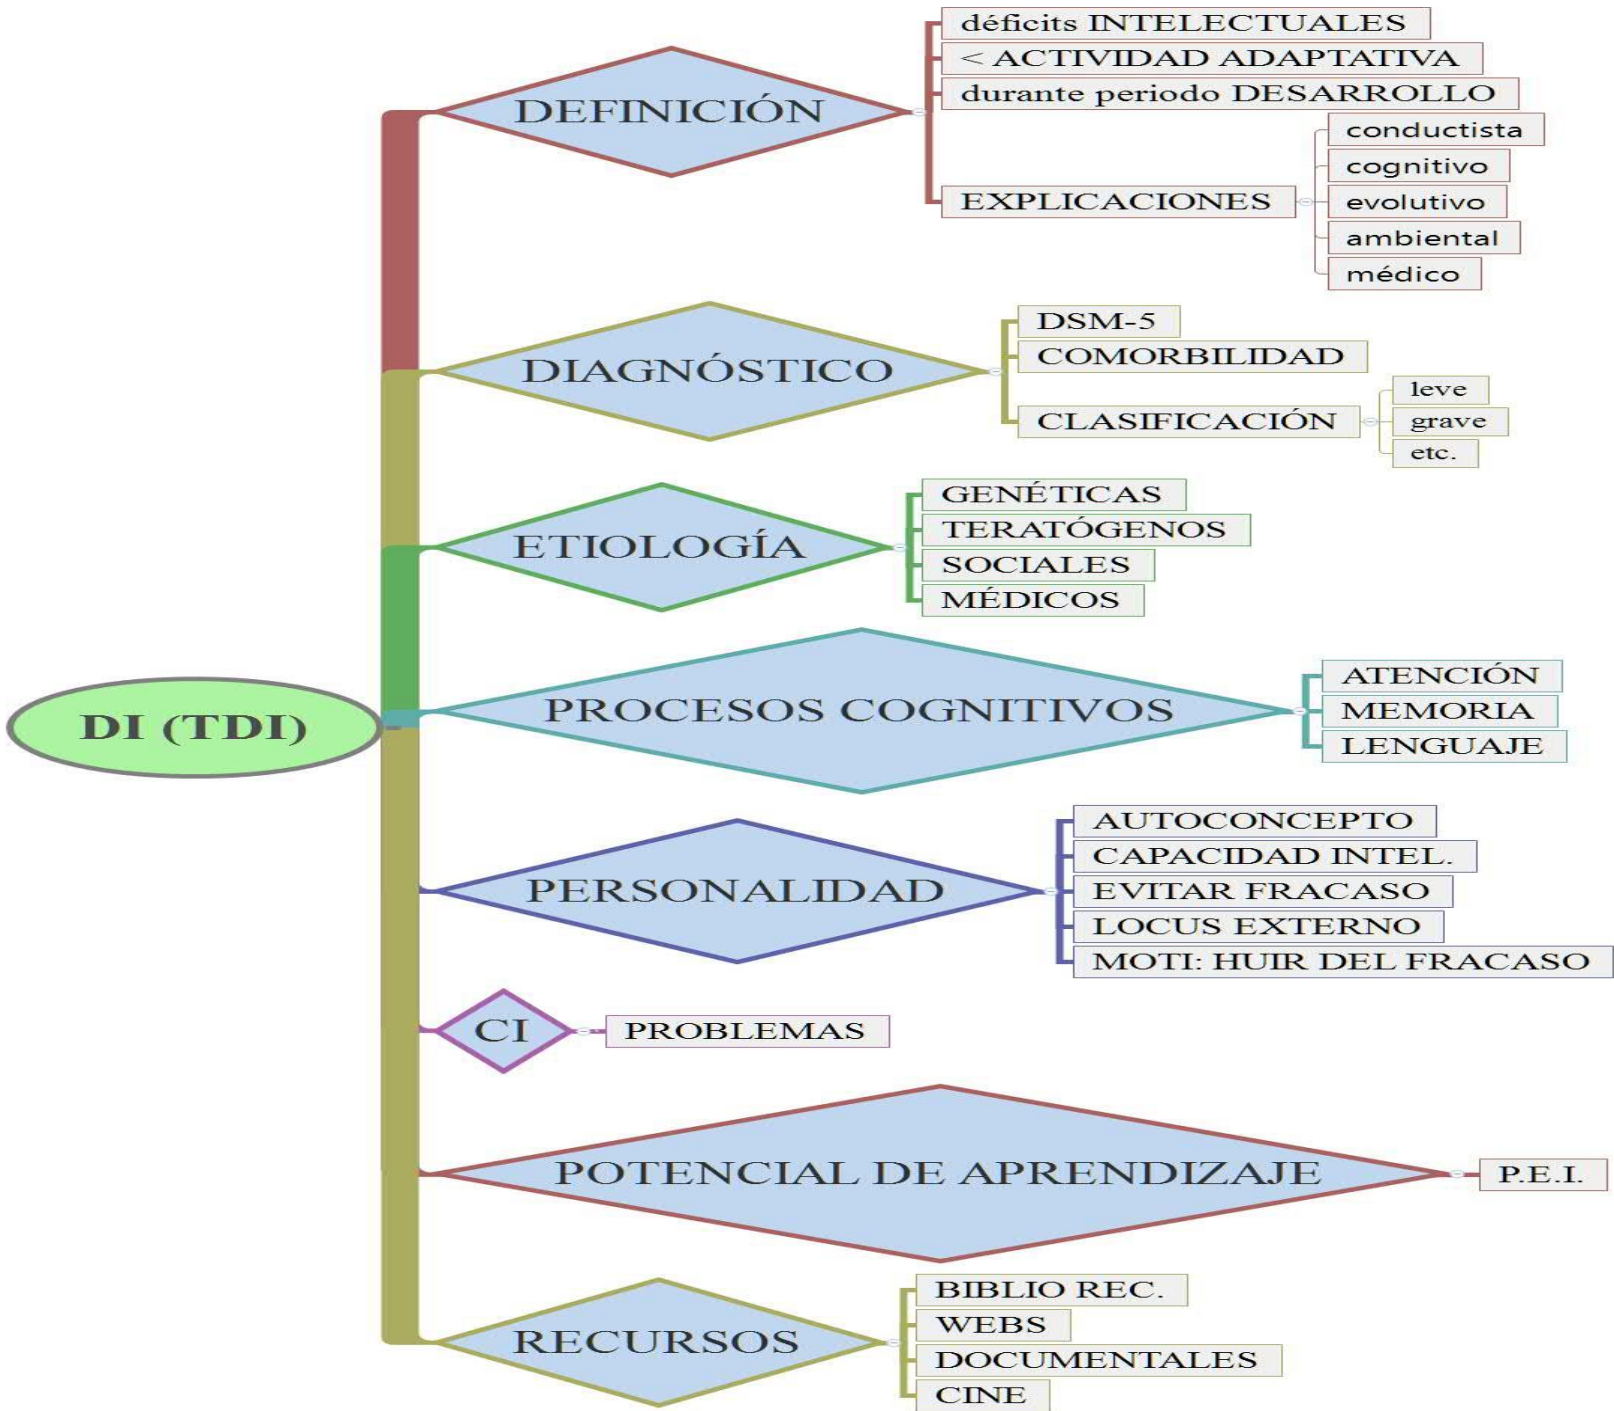 DI (TDI)
DEFINICIÓN
déficits INTELECTUALES
< ACTIVIDAD ADAPTATIVA
durante periodo DESARROLLO
EXPLICACIONES
conductista
cognitivo
evolutivo
ambiental
médico
DIAGNÓSTICO
DSM-5
COMORBILIDAD
CLASIFICACIÓN
leve
grave
etc.
ETIOLOGÍA
GENÉTICAS
TERATÓGENOS
SOCIALES
MÉDICOS
PROCESOS COGNITIVOS
ATENCIÓN
MEMORIA
LENGUAJE
PERSONALIDAD
AUTOCONCEPTO
CAPACIDAD INTEL.
EVITAR FRACASO
LOCUS EXTERNO
MOTI: HUIR DEL FRACASO
CI
PROBLEMAS
POTENCIAL DE APRENDIZAJE
P.E.I.
RECURSOS
BIBLIO REC.
WEBS
DOCUMENTALES
CINE